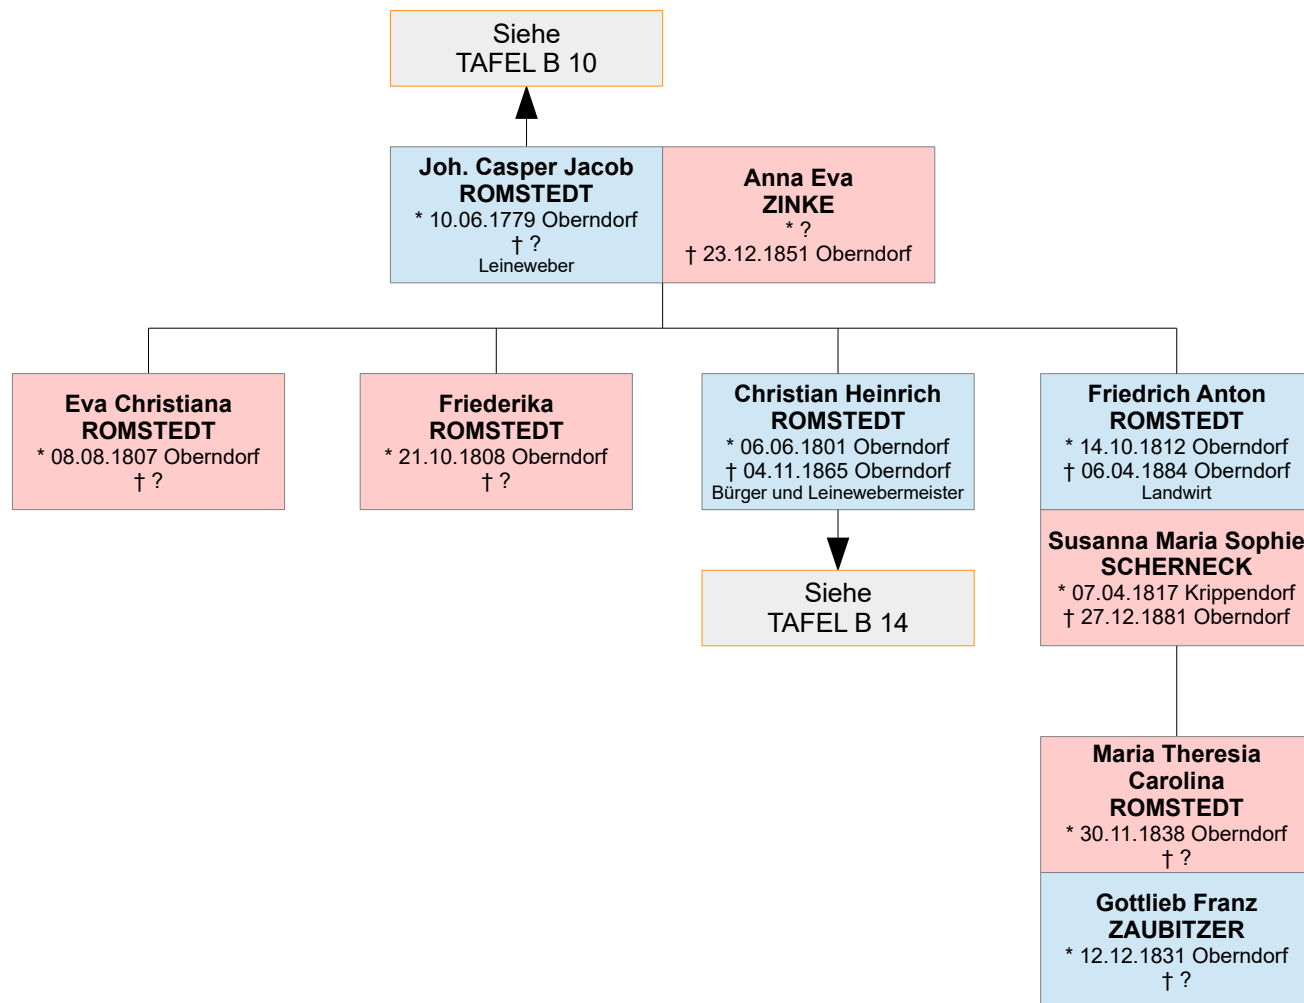 Siehe
TAFEL B 10
Joh. Casper Jacob
ROMSTEDT
* 10.06.1779 Oberndorf
† ?
Leineweber
Anna Eva
ZINKE
* ?
† 23.12.1851 Oberndorf
Eva Christiana
ROMSTEDT
* 08.08.1807 Oberndorf
† ?
Friederika
ROMSTEDT
* 21.10.1808 Oberndorf
† ?
Christian Heinrich
ROMSTEDT
* 06.06.1801 Oberndorf
† 04.11.1865 Oberndorf
Bürger und Leinewebermeister
Siehe
TAFEL B 14
Friedrich Anton
ROMSTEDT
* 14.10.1812 Oberndorf
† 06.04.1884 Oberndorf
Landwirt
Susanna Maria Sophie
SCHERNECK
* 07.04.1817 Krippendorf
† 27.12.1881 Oberndorf
Maria Theresia
Carolina
ROMSTEDT
* 30.11.1838 Oberndorf
† ?
Gottlieb Franz
ZAUBITZER
* 12.12.1831 Oberndorf
† ?